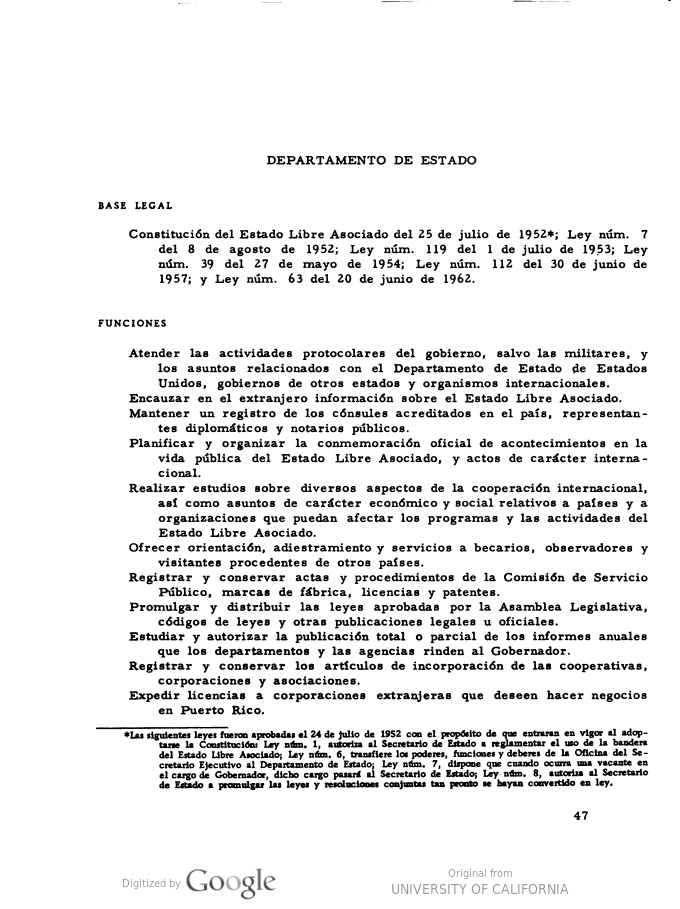 DEPARTAMENTO DE ESTADO
BASE LEGAL
Constitución del Estado Libre Asociado del 25 de julio de 1952*; Ley núm. 7
del 8 de agosto de 1952; Ley núm. 119 del 1 de julio de 1953; Ley
núm. 39 del 27 de mayo de 1954; Ley núm. 112 del 30 de junio de
1957; y Ley núm. 63 del 20 de junio de 1962.
FUNCIONES
Atender las actividades protocolares del gobierno, salvo las militares, y
los asuntos relacionados con el Departamento de Estado de Estados
Unidos, gobiernos de otros estados y organismos internacionales.
Encauzar en el extranjero información sobre el Estado Libre Asociado.
Mantener un registro de los cónsules acreditados en el país, representan-
tes diplomáticos y notarios públicos.
Planificar y organizar la conmemoración oficial de acontecimientos en la
vida pública del Estado Libre Asociado, y actos de carácter interna-
cional.
Realizar estudios sobre diversos aspectos de la cooperación internacional,
así como asuntos de carácter económico y social relativos a países y a
organizaciones que puedan afectar los programas y las actividades del
Estado Libre Asociado.
Ofrecer orientación, adiestramiento y servicios a becarios, observadores y
visitantes procedentes de otros países.
Registrar y conservar actas y procedimientos de la Comisión de Servicio
Público, marcas de fábrica, licencias y patentes.
Promulgar y distribuir las leyes aprobadas por la Asamblea Legislativa,
códigos de leyes y otras publicaciones legales u oficiales.
Estudiar y autorizar la publicación total o parcial de los informes anuales
que los departamentos y las agencias rinden al Gobernador.
Registrar y conservar los artículos de incorporación de las cooperativas,
corporaciones y asociaciones.
Expedir licencias a corporaciones extranjeras que deseen hacer negocios
en Puerto Rico.
*Las siguientes leyes fueron aprobadas el 24 de julio de 1952 con el propósito de que entraran en vigor al adop-
tarse la Constitución: Ley núm. 1, autoriza al Secretario de Estado a reglamentar el uso de la bandera
del Estado Libre Asociado; Ley núm. 6, transfiere los poderes, funciones y deberes de la Oficina del Se-
cretario Ejecutivo al Departamento de Estado; Ley núm. 7, dispone que cuando ocurra una vacante en
el cargo de Gobernador, dicho cargo pasará al Secretario de Estado; Ley núm. 8, autoriza al Secretario
de Estado a promulgar las leyes y resoluciones conjuntas tan pronto se hayan convertido en ley.
47
Digitized by Google
Original from
UNIVERSITY OF CALIFORNIA